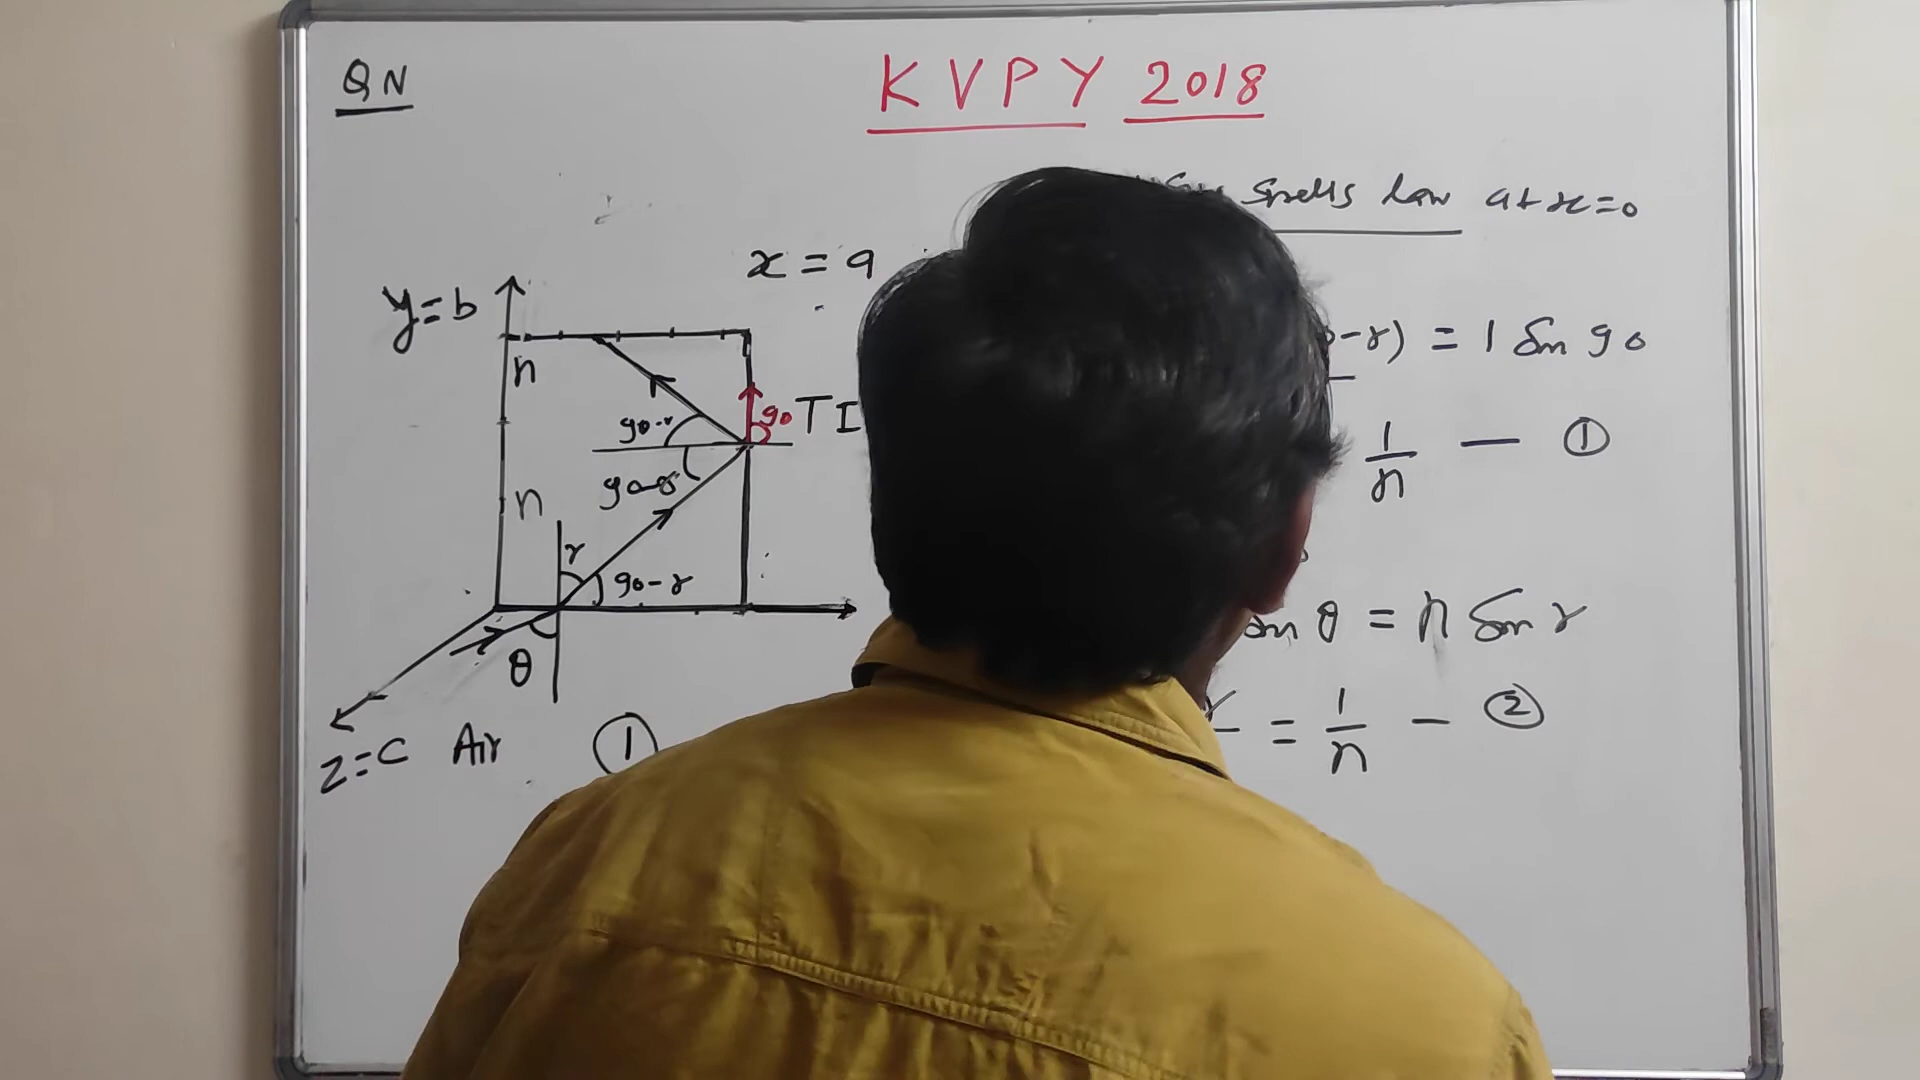 QN
KVPY 2018
Snells law at x=0
x = a
y=b
-r) = 1 Sin 90
n
90-r
90
TI
1/n — ①
n
90-r
r
90-r
θ = n Sin r
θ
= 1/n — ②
z=c Air ①